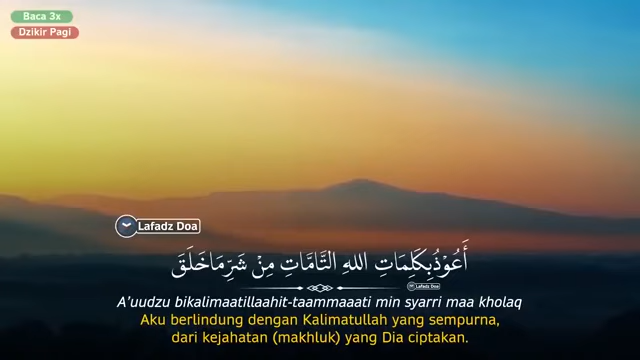 Baca 3x
Dzikir Pagi
Lafadz Doa
أَعُوْذُبِكَلِمَاتِ اللهِ التَّامَّاتِ مِنْ شَرِّمَاخَلَقَ
Lafadz Doa
A’uudzu bikalimaatillaahit-taammaaati min syarri maa kholaq
Aku berlindung dengan Kalimatullah yang sempurna,
dari kejahatan (makhluk) yang Dia ciptakan.